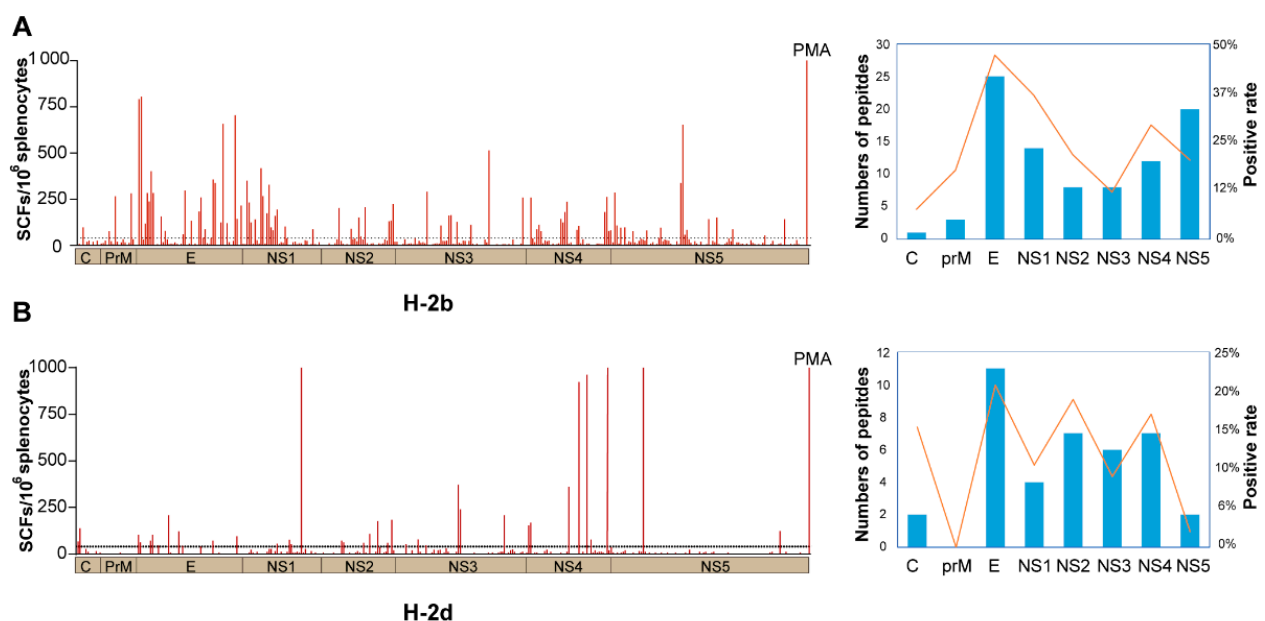 A
SCFs/10⁶ splenocytes
1 000
750
500
250
0
PMA
C PrM E NS1 NS2 NS3 NS4 NS5
H-2b
Numbers of pepitdes
30
25
20
15
10
5
0
50%
37%
25%
12%
0%
Positive rate
C prM E NS1 NS2 NS3 NS4 NS5
B
SCFs/10⁶ splenocytes
1000
750
500
250
0
PMA
C PrM E NS1 NS2 NS3 NS4 NS5
H-2d
Numbers of pepitdes
12
10
8
6
4
2
0
25%
20%
15%
10%
6%
0%
Positive rate
C prM E NS1 NS2 NS3 NS4 NS5